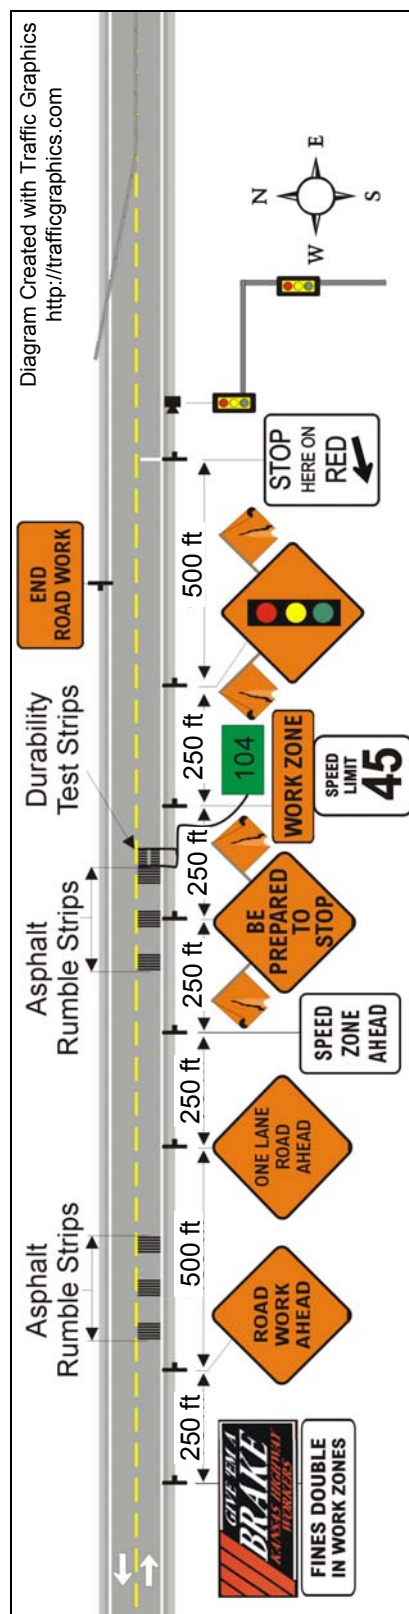 Diagram Created with Traffic Graphics
http://trafficgraphics.com
N
E
S
W
END
ROAD WORK
STOP
HERE ON
RED
500 ft
Durability
Test Strips
250 ft
104
WORK ZONE
SPEED
LIMIT
45
Asphalt
Rumble Strips
250 ft
BE
PREPARED
TO
STOP
250 ft
SPEED
ZONE
AHEAD
250 ft
ONE LANE
ROAD
AHEAD
Asphalt
Rumble Strips
500 ft
ROAD
WORK
AHEAD
250 ft
GIVE 'EM A
BRAKE
KANSAS HIGHWAY
WORKERS
FINES DOUBLE
IN WORK ZONES